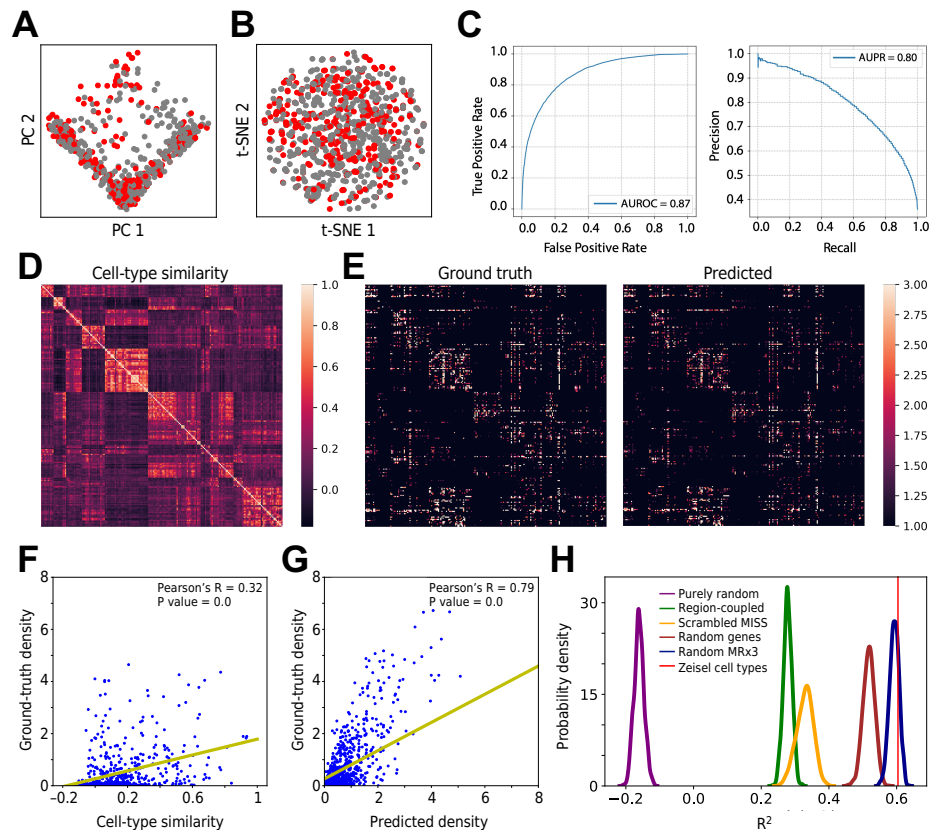 A
PC 2
PC 1
B
t-SNE 2
t-SNE 1
C
True Positive Rate
1.0
0.8
0.6
0.4
0.2
0.0
AUROC = 0.87
0.0 0.2 0.4 0.6 0.8 1.0
False Positive Rate
Precision
1.0
0.9
0.8
0.7
0.6
0.5
0.4
AUPR = 0.80
0.0 0.2 0.4 0.6 0.8 1.0
Recall
D
Cell-type similarity
1.0
0.8
0.6
0.4
0.2
0.0
E
Ground truth
Predicted
3.00
2.75
2.50
2.25
2.00
1.75
1.50
1.25
1.00
F
Ground-truth density
8
6
4
2
0
Pearson's R = 0.32
P value = 0.0
-0.2 0.2 0.6 1
Cell-type similarity
G
Ground-truth density
8
6
4
2
0
Pearson's R = 0.79
P value = 0.0
0 2 4 6 8
Predicted density
H
Probability density
30
15
0
Purely random
Region-coupled
Scrambled MISS
Random genes
Random MRx3
Zeisel cell types
−0.2 0.0 0.2 0.4 0.6
R²